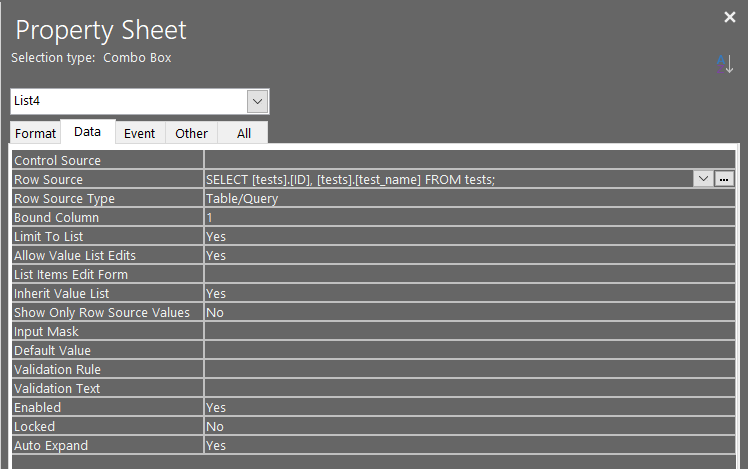 Property Sheet
Selection type: Combo Box
List4
Format Data Event Other All
Control Source
Row Source SELECT [tests].[ID], [tests].[test_name] FROM tests;
Row Source Type Table/Query
Bound Column 1
Limit To List Yes
Allow Value List Edits Yes
List Items Edit Form
Inherit Value List Yes
Show Only Row Source Values No
Input Mask
Default Value
Validation Rule
Validation Text
Enabled Yes
Locked No
Auto Expand Yes